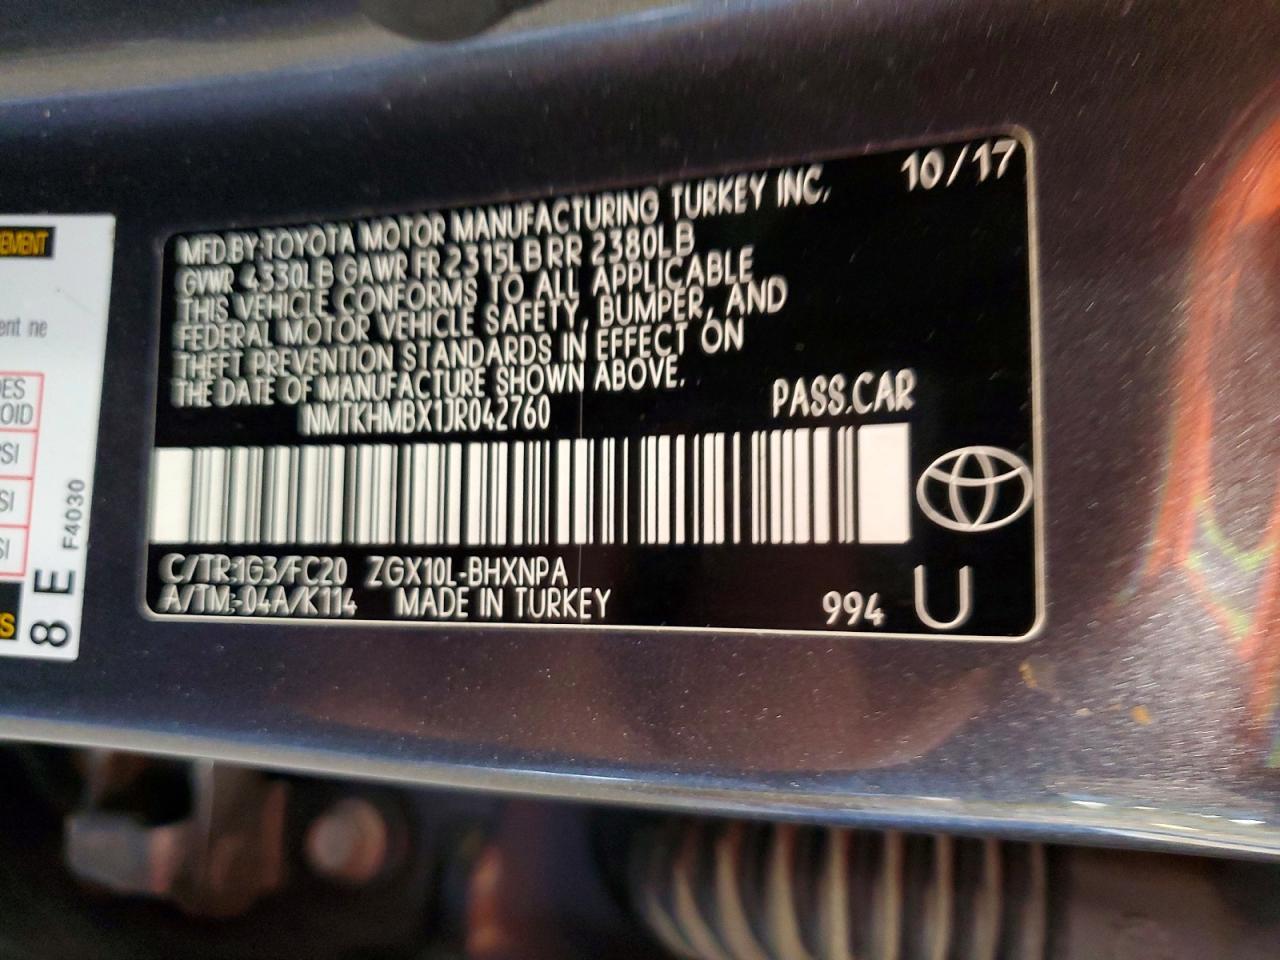 10/17
MFD.BY:TOYOTA MOTOR MANUFACTURING TURKEY INC.
GVWR 4330LB GAWR FR 2315LB RR 2380LB
THIS VEHICLE CONFORMS TO ALL APPLICABLE
FEDERAL MOTOR VEHICLE SAFETY, BUMPER, AND
THEFT PREVENTION STANDARDS IN EFFECT ON
THE DATE OF MANUFACTURE SHOWN ABOVE.
NMTKHMBX1JR042760 PASS.CAR
C/TR:1G3/FC20 ZGX10L-BHXNPA
A/TM:-04A/K114 MADE IN TURKEY
994 U
F4030
8 E